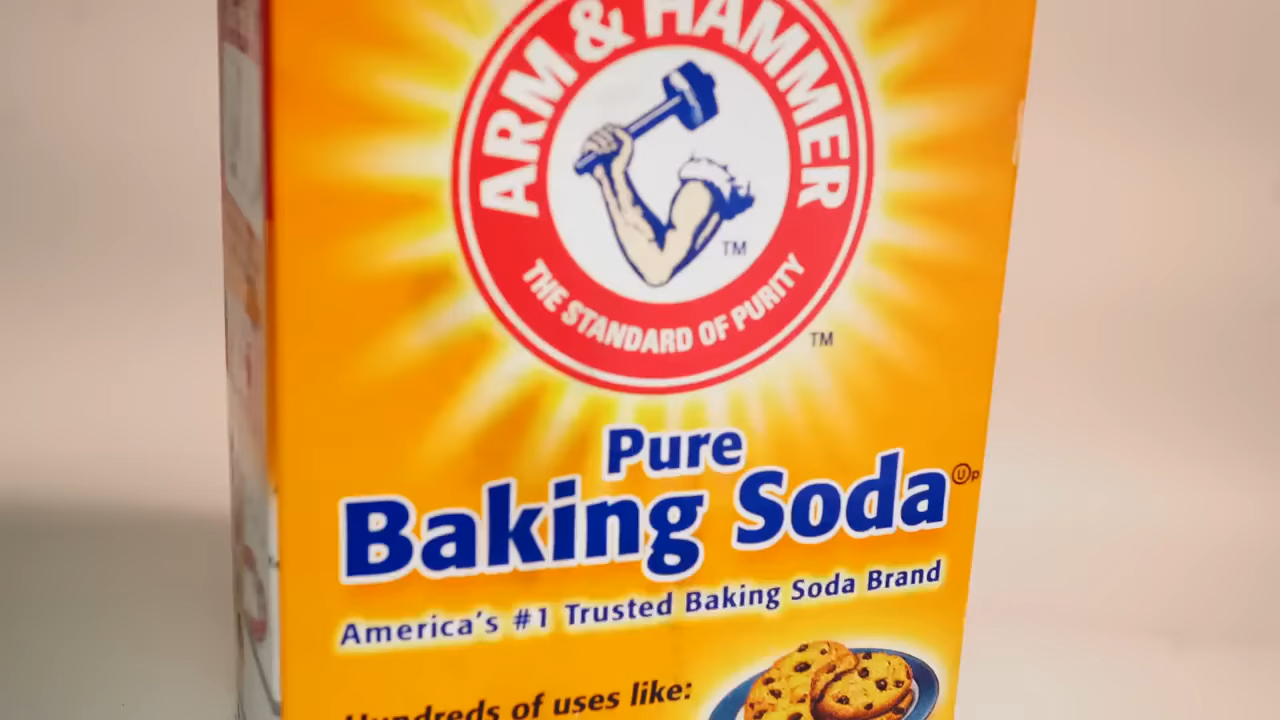 ARM & HAMMER
TM
THE STANDARD OF PURITY
TM
Pure
Baking Soda
Up
America's #1 Trusted Baking Soda Brand
Hundreds of uses like: